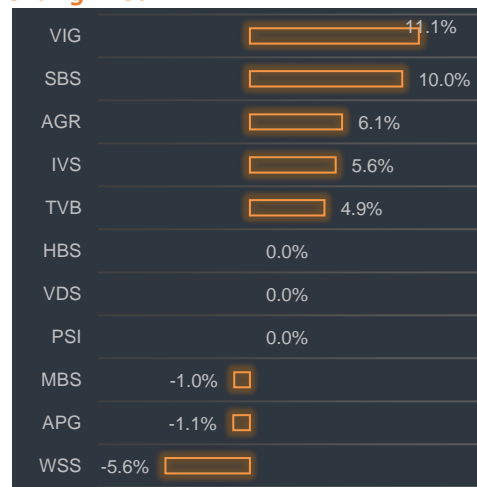 VIG 11.1%
SBS 10.0%
AGR 6.1%
IVS 5.6%
TVB 4.9%
HBS 0.0%
VDS 0.0%
PSI 0.0%
MBS -1.0%
APG -1.1%
WSS -5.6%